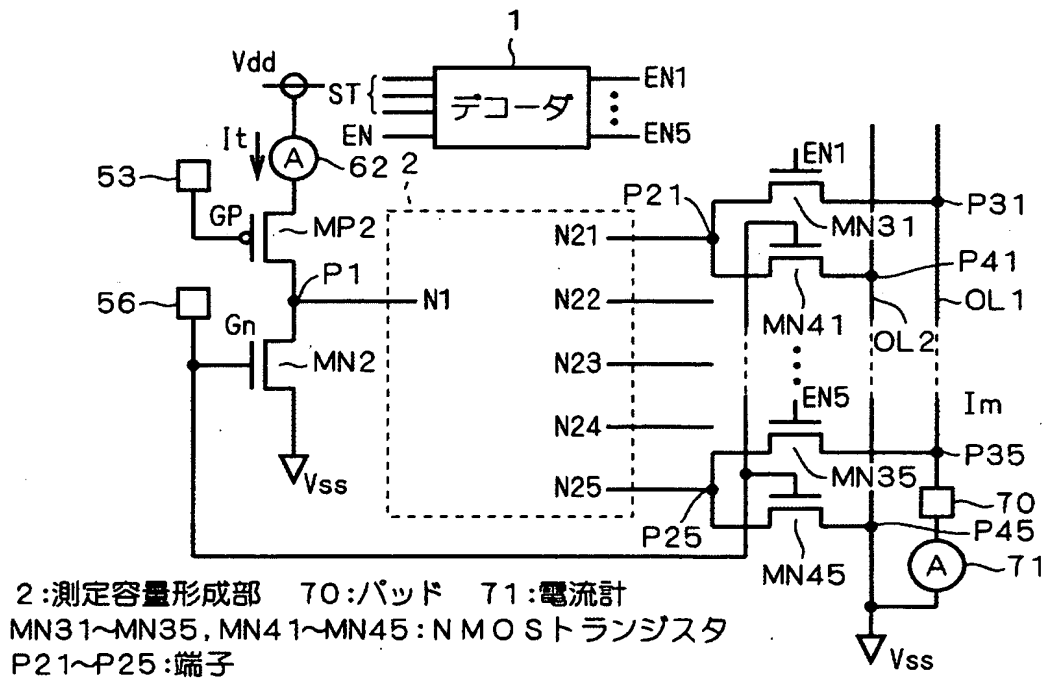 1
Vdd
ST
EN
デコーダ
EN1
EN5
It
A
62
2
53
GP
MP2
P1
N1
56
Gn
MN2
Vss
N21
N22
N23
N24
N25
P21
EN1
MN31
P31
P41
MN41
OL1
OL2
EN5
Im
P35
MN35
70
P25
P45
MN45
A
71
Vss
2:測定容量形成部 70:パッド 71:電流計
MN31~MN35,MN41~MN45:NMOSトランジスタ
P21~P25:端子